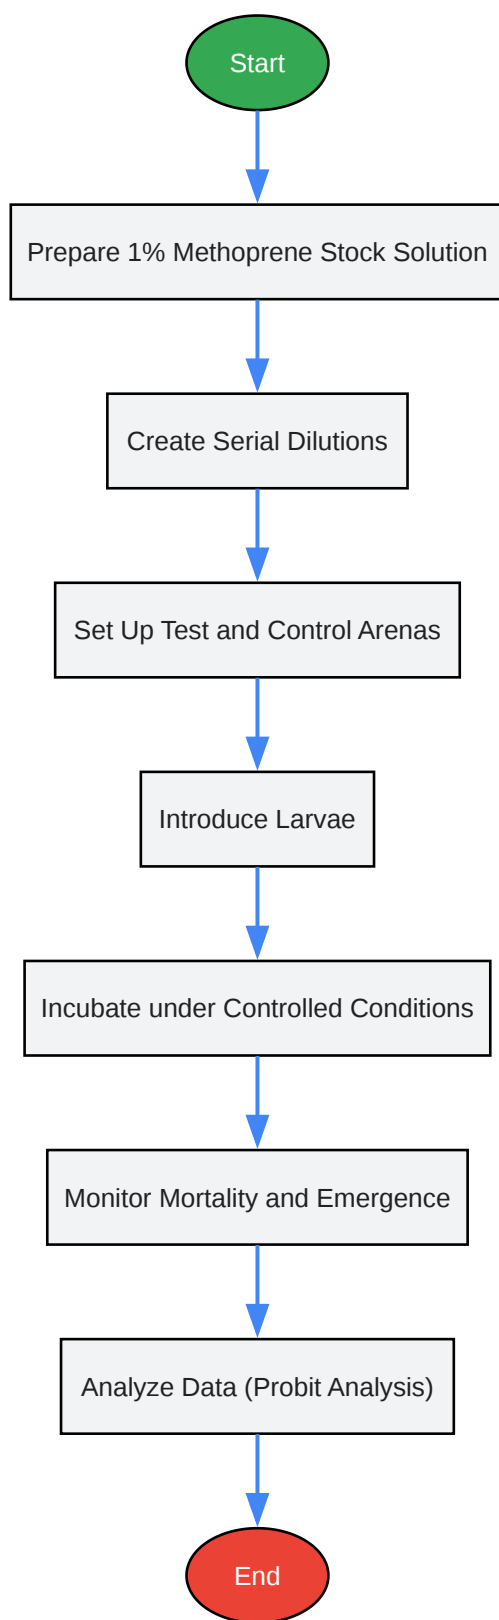 Start
Prepare 1% Methoprene Stock Solution
Create Serial Dilutions
Set Up Test and Control Arenas
Introduce Larvae
Incubate under Controlled Conditions
Monitor Mortality and Emergence
Analyze Data (Probit Analysis)
End